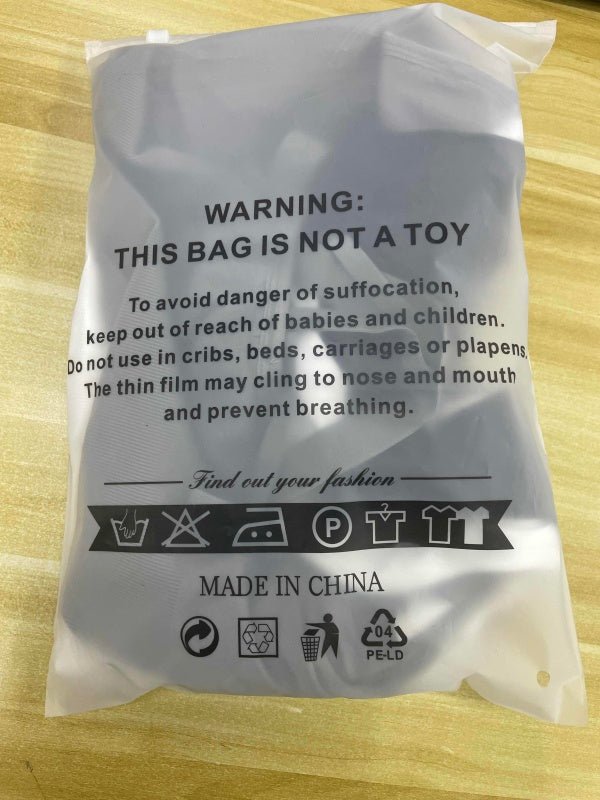 WARNING:
THIS BAG IS NOT A TOY
To avoid danger of suffocation,
keep out of reach of babies and children.
Do not use in cribs, beds, carriages or plapens.
The thin film may cling to nose and mouth
and prevent breathing.
Find out your fashion
P
MADE IN CHINA
04
PE-LD